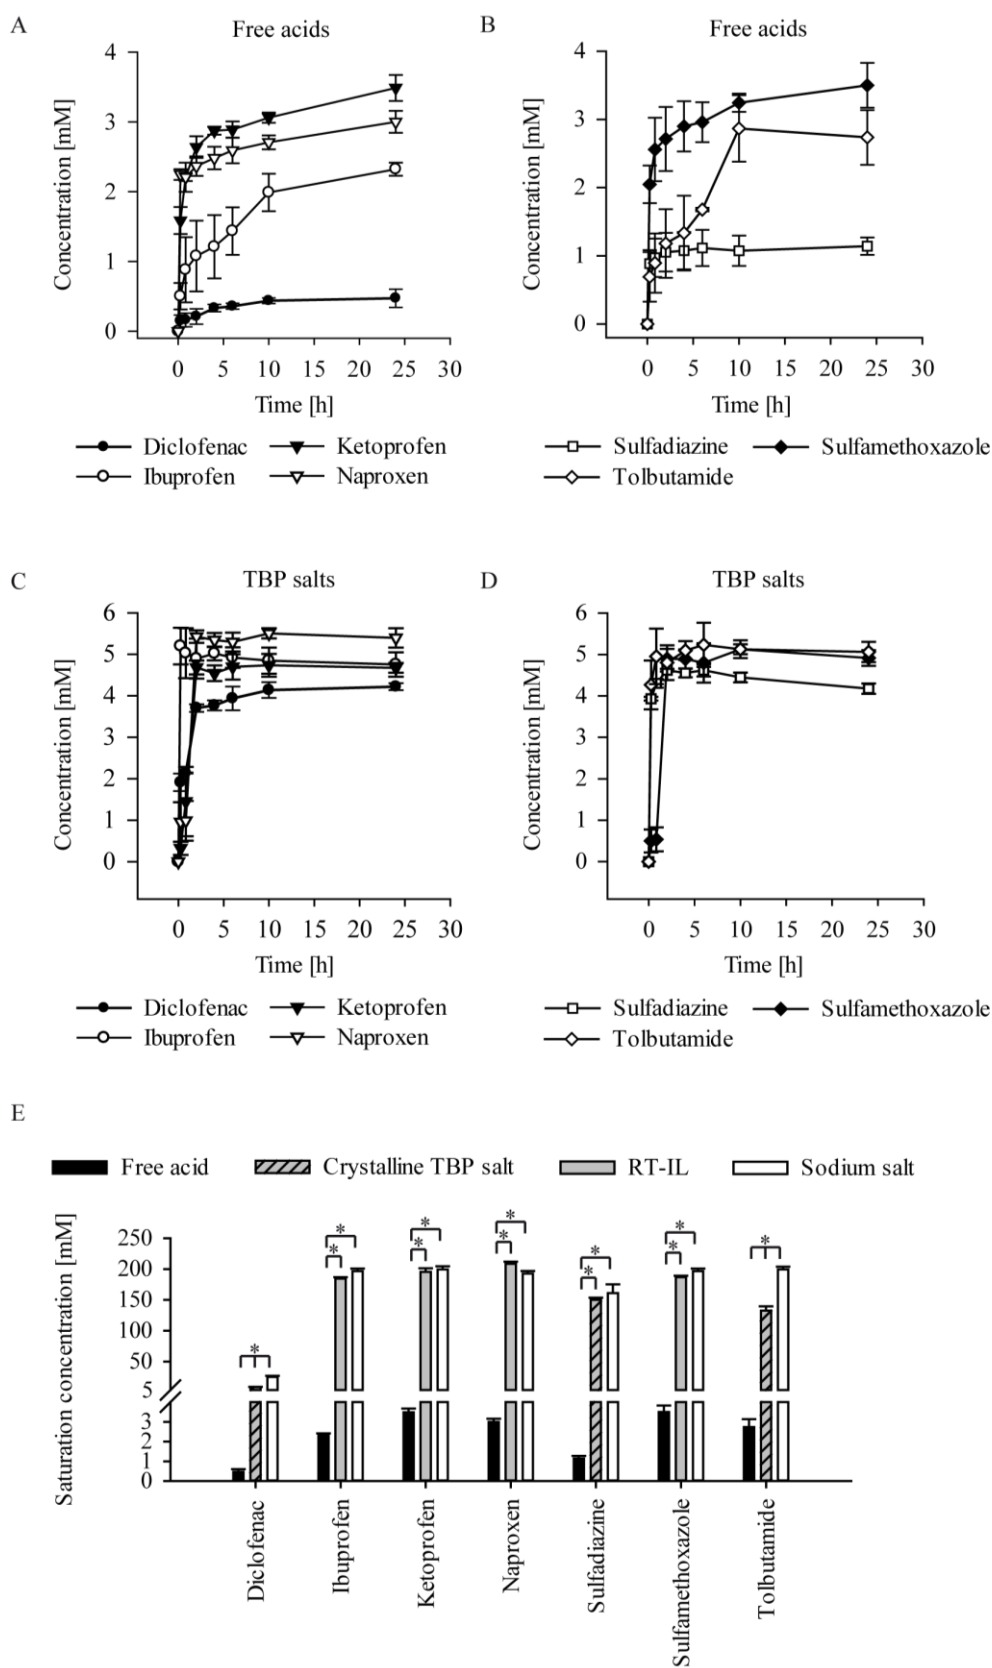 A
Free acids
Concentration [mM]
4
3
2
1
0
0 5 10 15 20 25 30
Time [h]
Diclofenac Ketoprofen
Ibuprofen Naproxen
B
Free acids
Concentration [mM]
4
3
2
1
0
0 5 10 15 20 25 30
Time [h]
Sulfadiazine Sulfamethoxazole
Tolbutamide
C
TBP salts
Concentration [mM]
6
5
4
3
2
1
0
0 5 10 15 20 25 30
Time [h]
Diclofenac Ketoprofen
Ibuprofen Naproxen
D
TBP salts
Concentration [mM]
6
5
4
3
2
1
0
0 5 10 15 20 25 30
Time [h]
Sulfadiazine Sulfamethoxazole
Tolbutamide
E
Free acid Crystalline TBP salt RT-IL Sodium salt
Saturation concentration [mM]
250
200
150
100
50
5
3
2
1
0
* * * * * * * * * * * *
Diclofenac
Ibuprofen
Ketoprofen
Naproxen
Sulfadiazine
Sulfamethoxazole
Tolbutamide